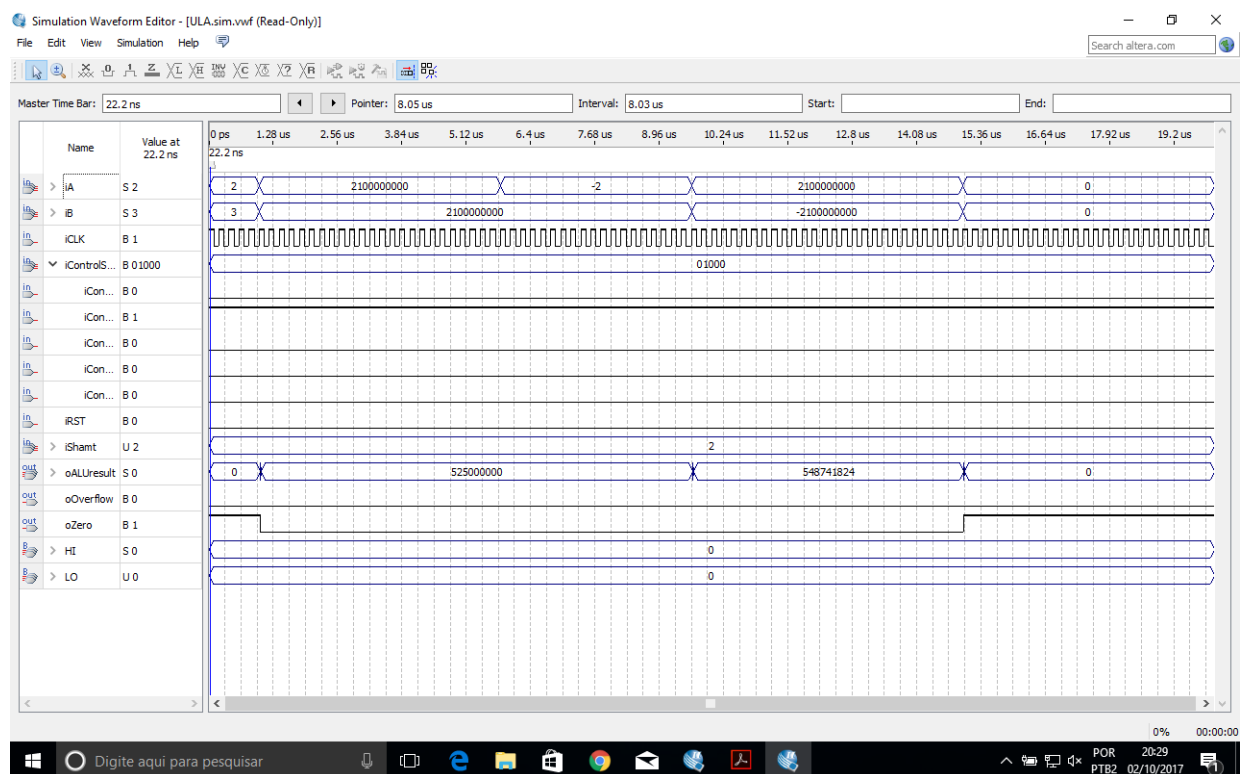 Simulation Waveform Editor - [ULA.sim.vwf (Read-Only)]
File Edit View Simulation Help
Search altera.com
Master Time Bar: 22.2 ns Pointer: 8.05 us Interval: 8.03 us Start: End:
Name Value at 22.2 ns
0 ps 1.28 us 2.56 us 3.84 us 5.12 us 6.4 us 7.68 us 8.96 us 10.24 us 11.52 us 12.8 us 14.08 us 15.36 us 16.64 us 17.92 us 19.2 us
22.2 ns
iA S 2 2 2100000000 -2 2100000000 0
iB S 3 3 2100000000 -2100000000 0
iCLK B 1
iControlS... B 01000 01000
iCon... B 0
iCon... B 1
iCon... B 0
iCon... B 0
iCon... B 0
iRST B 0
iShamt U 2 2
oALUresult S 0 0 525000000 548741824 0
oOverflow B 0
oZero B 1
HI S 0 0
LO U 0 0
0% 00:00:00
Digite aqui para pesquisar
POR 20:29
PTB2 02/10/2017